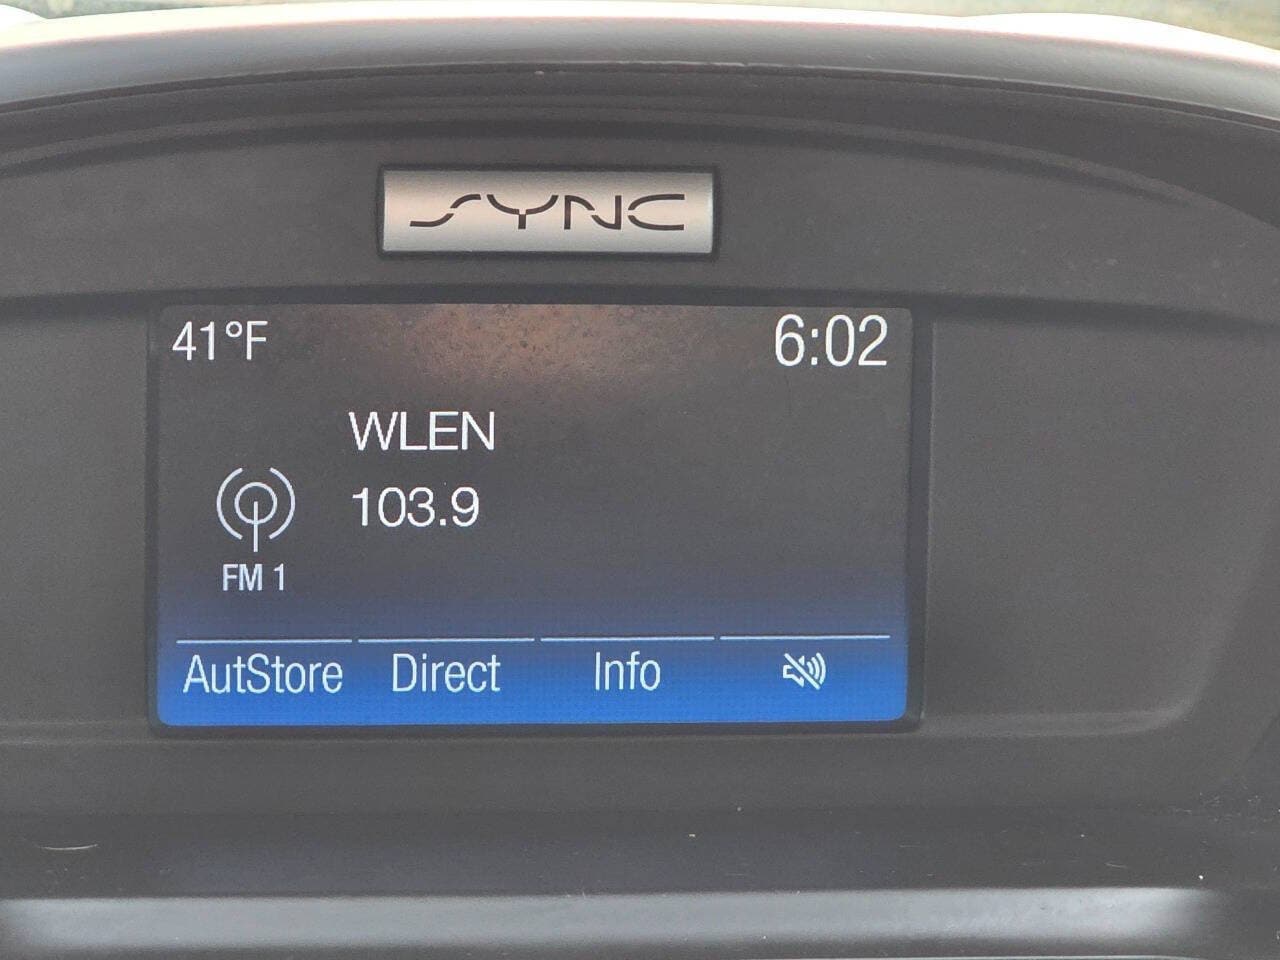 SYNC
41°F 6:02
WLEN
103.9
FM 1
AutStore Direct Info